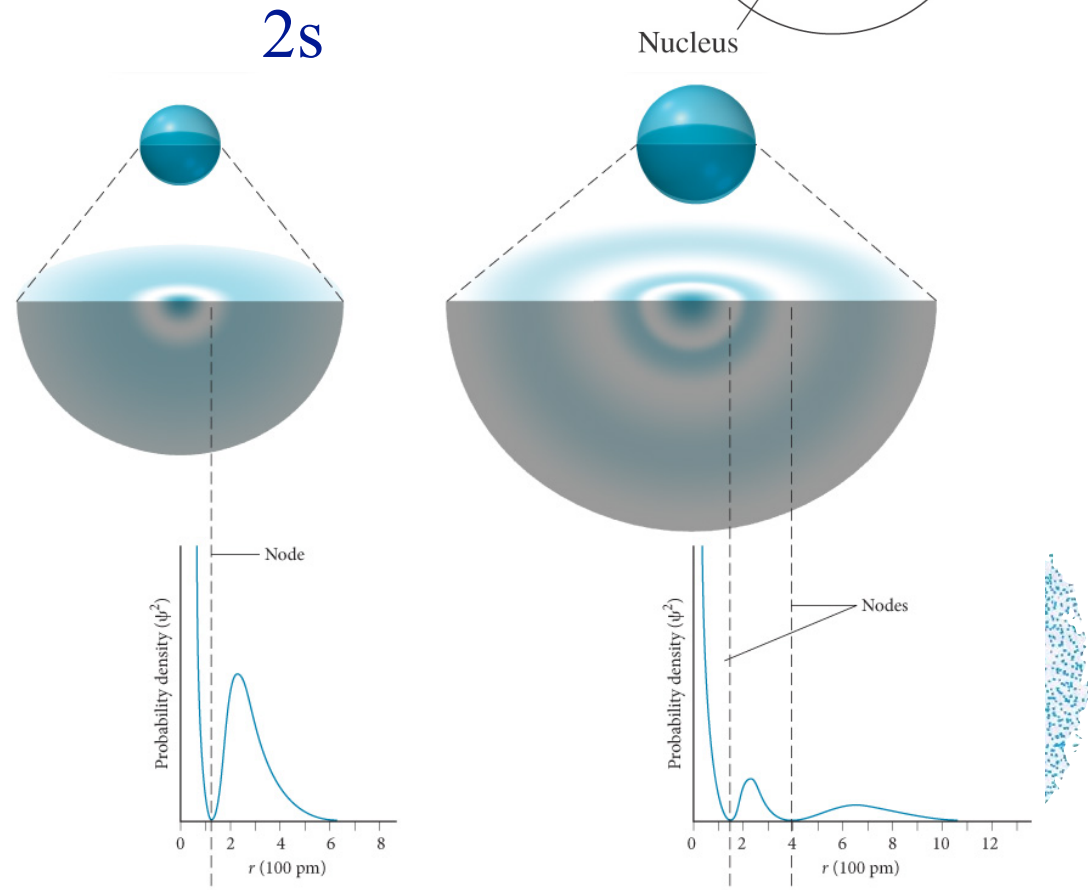 2s
Nucleus
Node
Probability density (ψ²)
0 2 4 6 8
r (100 pm)
Nodes
Probability density (ψ²)
0 2 4 6 8 10 12
r (100 pm)